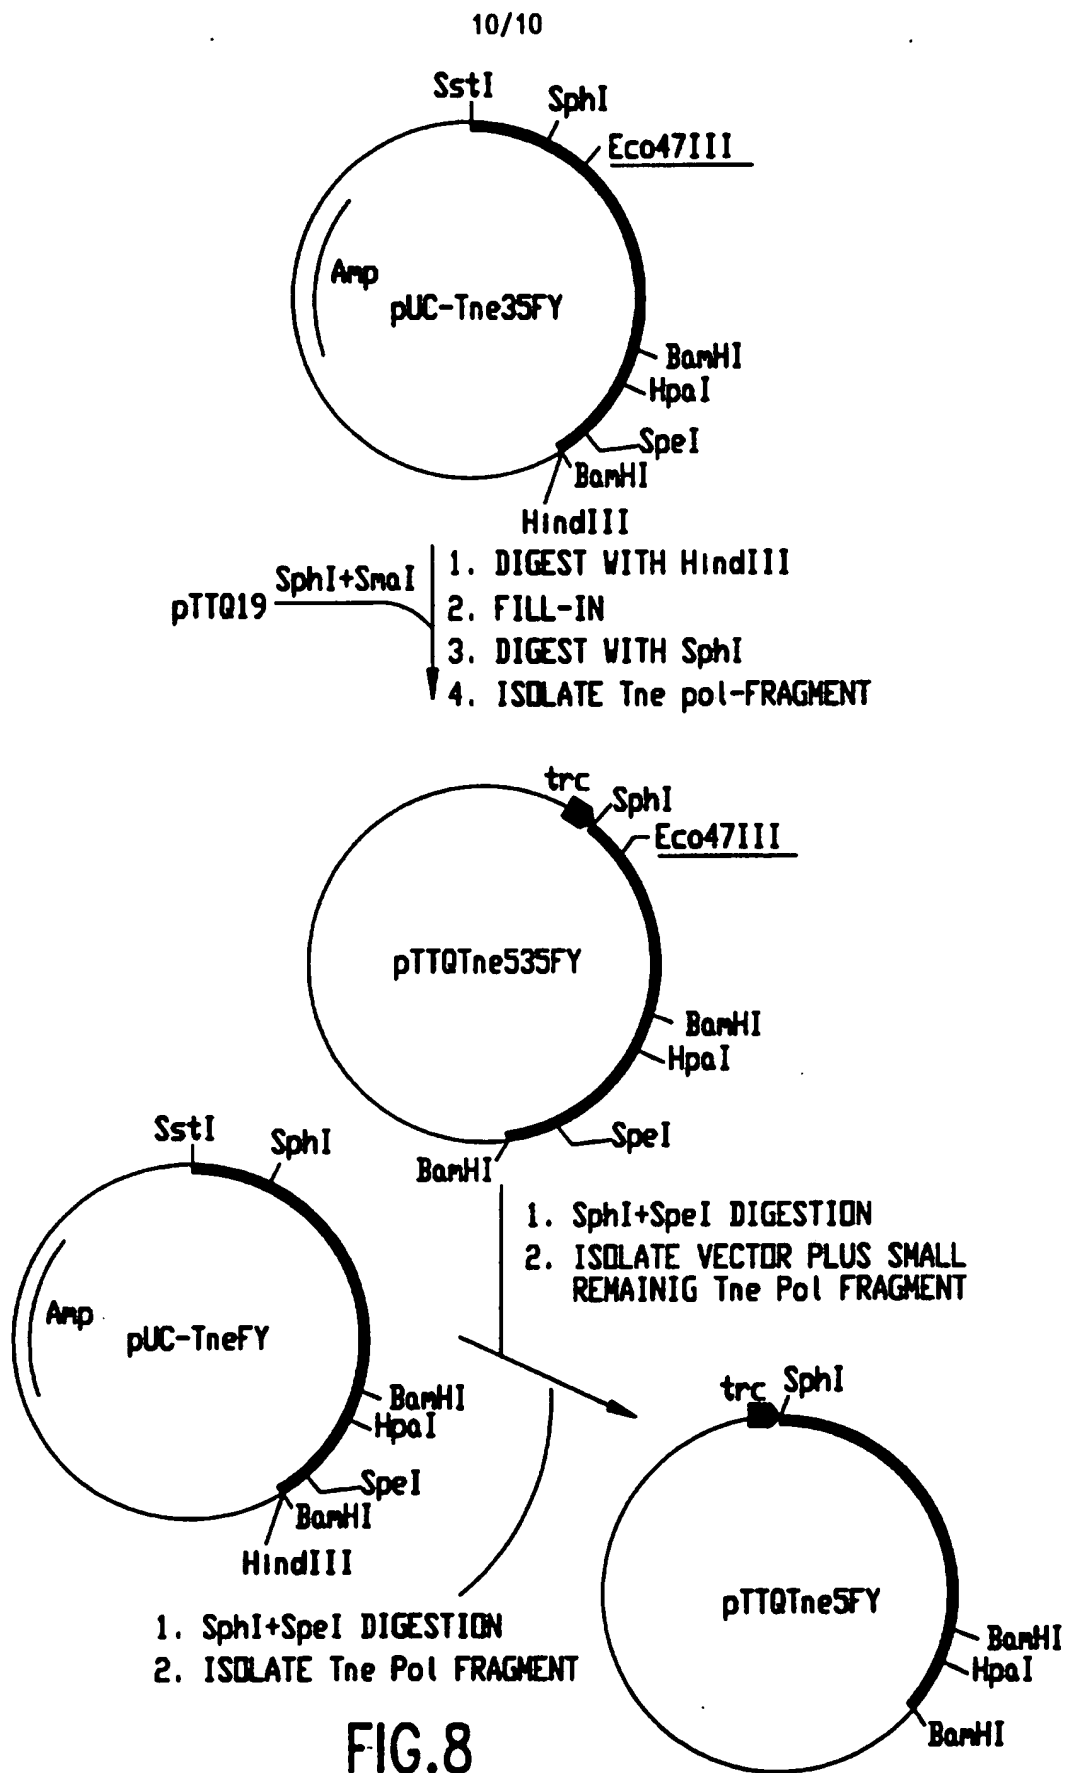 10/10
SstI
SphI
Eco47III
Amp
pUC-Tne35FY
BamHI
HpaI
SpeI
BamHI
HindIII
pTTQ19
SphI+SmaI
1. DIGEST WITH HindIII
2. FILL-IN
3. DIGEST WITH SphI
4. ISOLATE Tne pol-FRAGMENT
trc
SphI
Eco47III
pTTQTne535FY
BamHI
HpaI
SpeI
BamHI
1. SphI+SpeI DIGESTION
2. ISOLATE VECTOR PLUS SMALL
REMAINIG Tne Pol FRAGMENT
SstI
SphI
Amp
pUC-TneFY
BamHI
HpaI
SpeI
BamHI
HindIII
1. SphI+SpeI DIGESTION
2. ISOLATE Tne Pol FRAGMENT
trc
SphI
pTTQTne5FY
BamHI
HpaI
BamHI
FIG.8